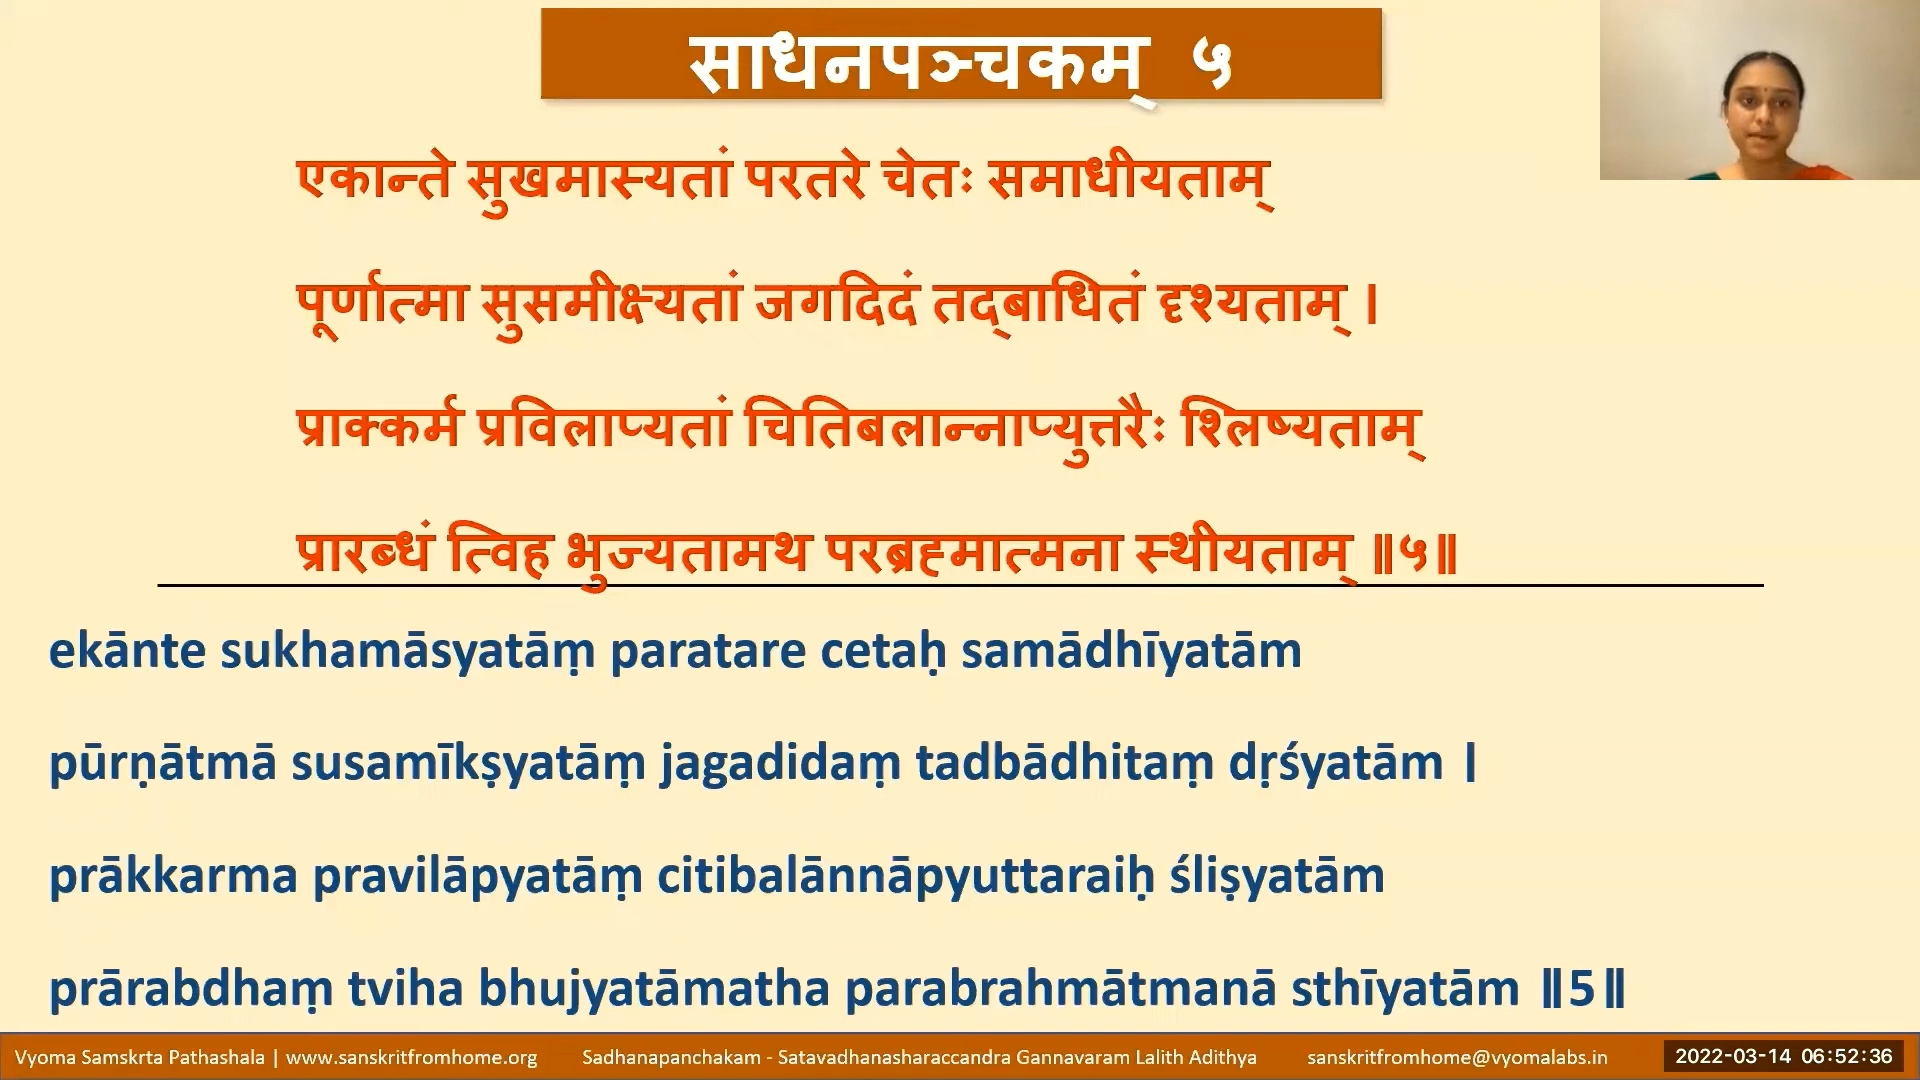 साधनपञ्चकम् ५
एकान्ते सुखमास्यतां परतरे चेतः समाधीयताम्
पूर्णात्मा सुसमीक्ष्यतां जगदिदं तद्बाधितं दृश्यताम् ।
प्राक्कर्म प्रविलाप्यतां चितिबलान्नाप्युत्तरैः श्लिष्यताम्
प्रारब्धं त्विह भुज्यतामथ परब्रह्मात्मना स्थीयताम् ॥५॥
ekānte sukhamāsyatāṃ paratare cetaḥ samādhīyatām
pūrṇātmā susamīkṣyatāṃ jagadidaṃ tadbādhitaṃ dṛśyatām |
prākkarma pravilāpyatāṃ citibalānnāpyuttaraiḥ śliṣyatām
prārabdhaṃ tviha bhujyatāmatha parabrahmātmanā sthīyatām ॥5॥
Vyoma Samskrta Pathashala | www.sanskritfromhome.org Sadhanapanchakam - Satavadhanasharaccandra Gannavaram Lalith Adithya sanskritfromhome@vyomalabs.in 2022-03-14 06:52:36